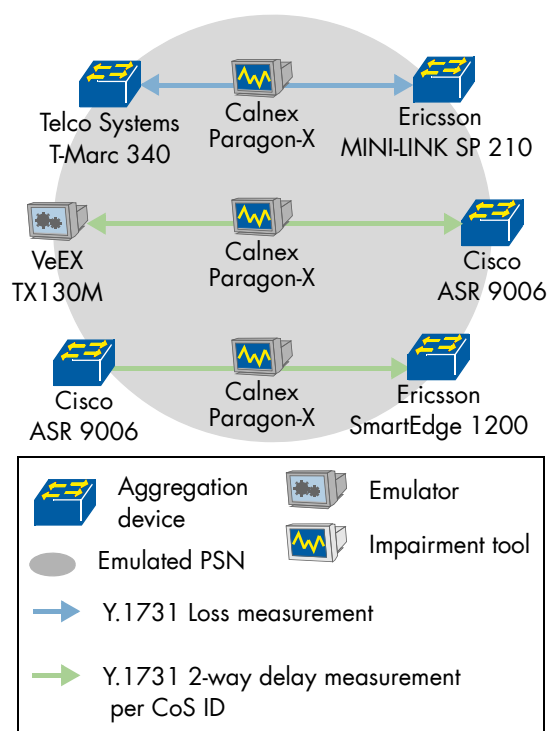 Telco Systems
T-Marc 340
Calnex
Paragon-X
Ericsson
MINI-LINK SP 210
VeEX
TX130M
Calnex
Paragon-X
Cisco
ASR 9006
Cisco
ASR 9006
Calnex
Paragon-X
Ericsson
SmartEdge 1200
Aggregation
device
Emulator
Impairment tool
Emulated PSN
Y.1731 Loss measurement
Y.1731 2-way delay measurement
per CoS ID